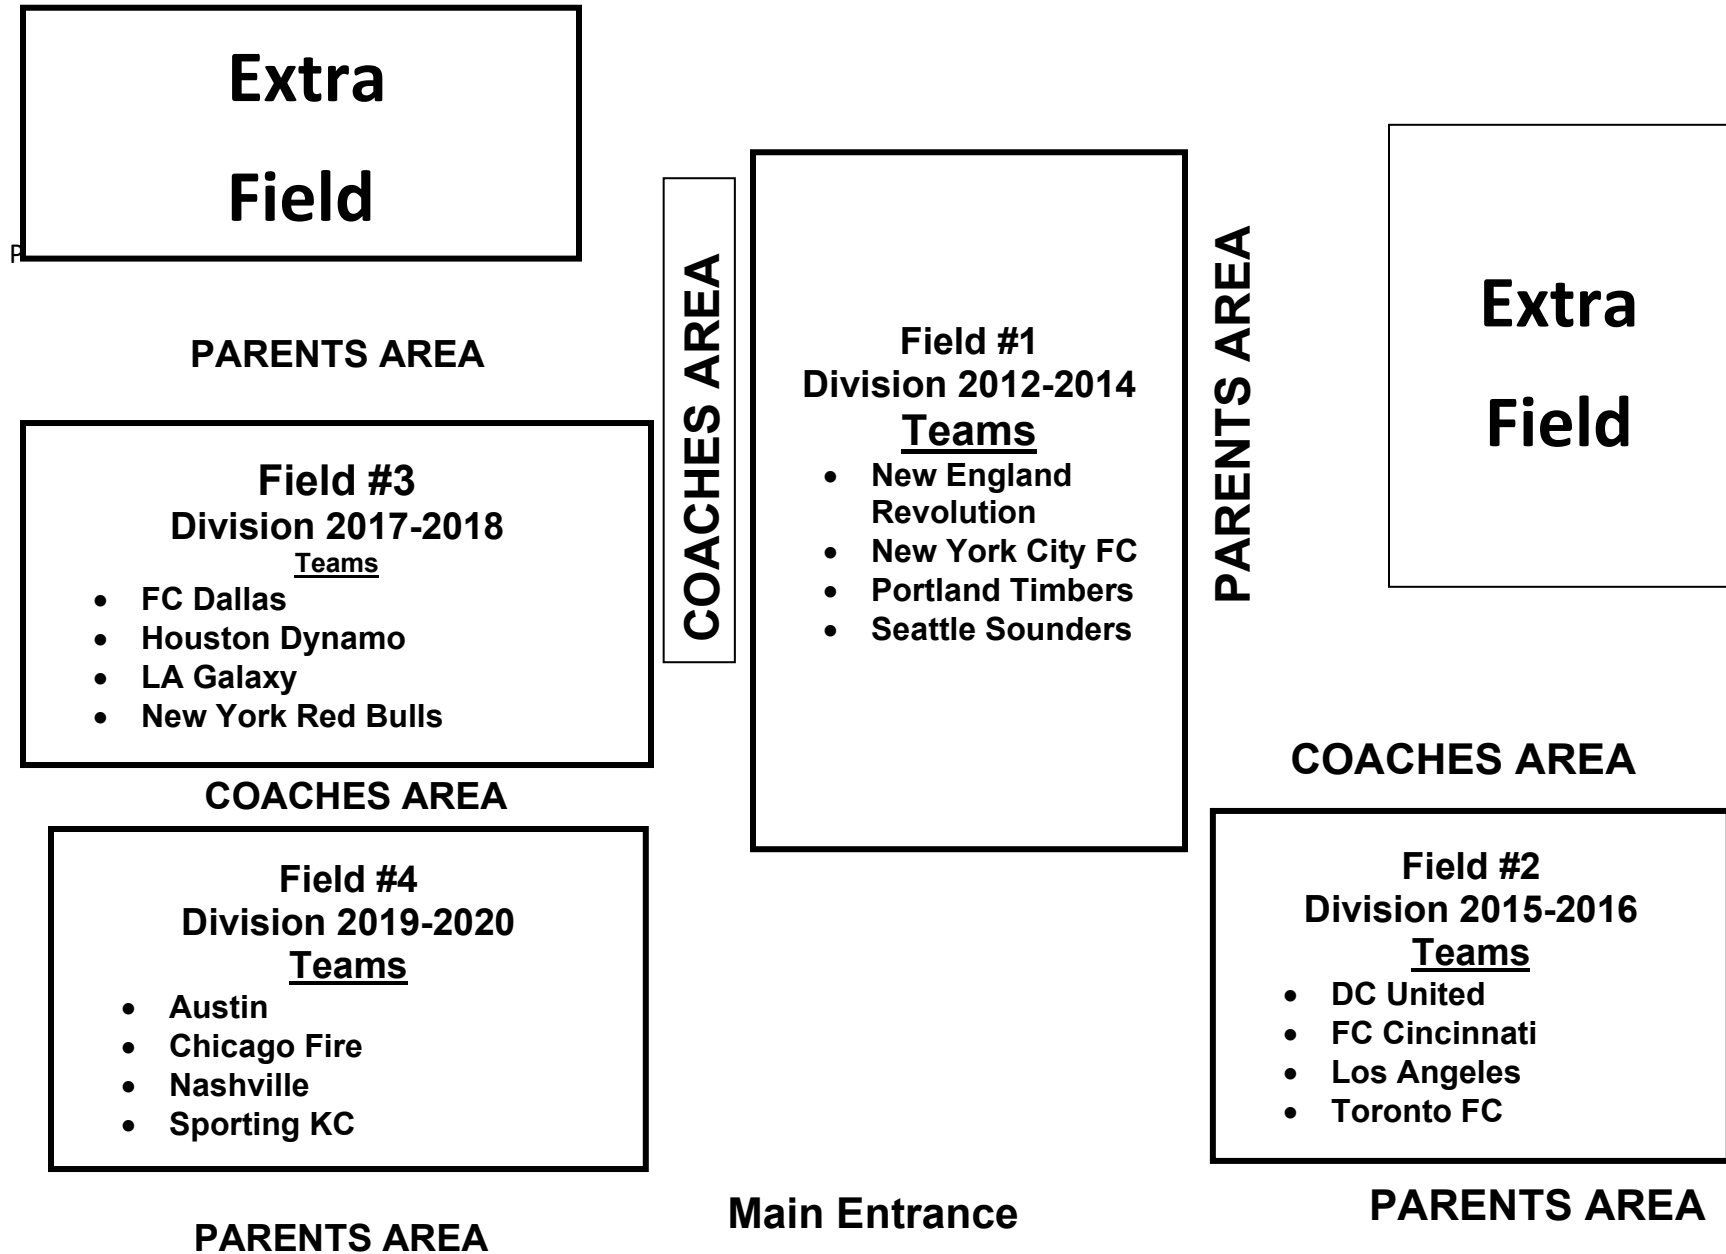 Extra
Field
P
PARENTS AREA
Field #3
Division 2017-2018
Teams
• FC Dallas
• Houston Dynamo
• LA Galaxy
• New York Red Bulls
COACHES AREA
Field #4
Division 2019-2020
Teams
• Austin
• Chicago Fire
• Nashville
• Sporting KC
PARENTS AREA
COACHES AREA
Field #1
Division 2012-2014
Teams
• New England
Revolution
• New York City FC
• Portland Timbers
• Seattle Sounders
PARENTS AREA
Main Entrance
Extra
Field
COACHES AREA
Field #2
Division 2015-2016
Teams
• DC United
• FC Cincinnati
• Los Angeles
• Toronto FC
PARENTS AREA